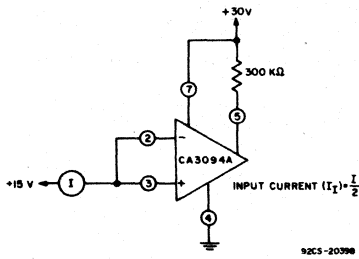 +30V
300 KΩ
7
5
2
-
CA3094A
+15 V
I
3
+
INPUT CURRENT (I_I)=I/2
4
92CS-20398